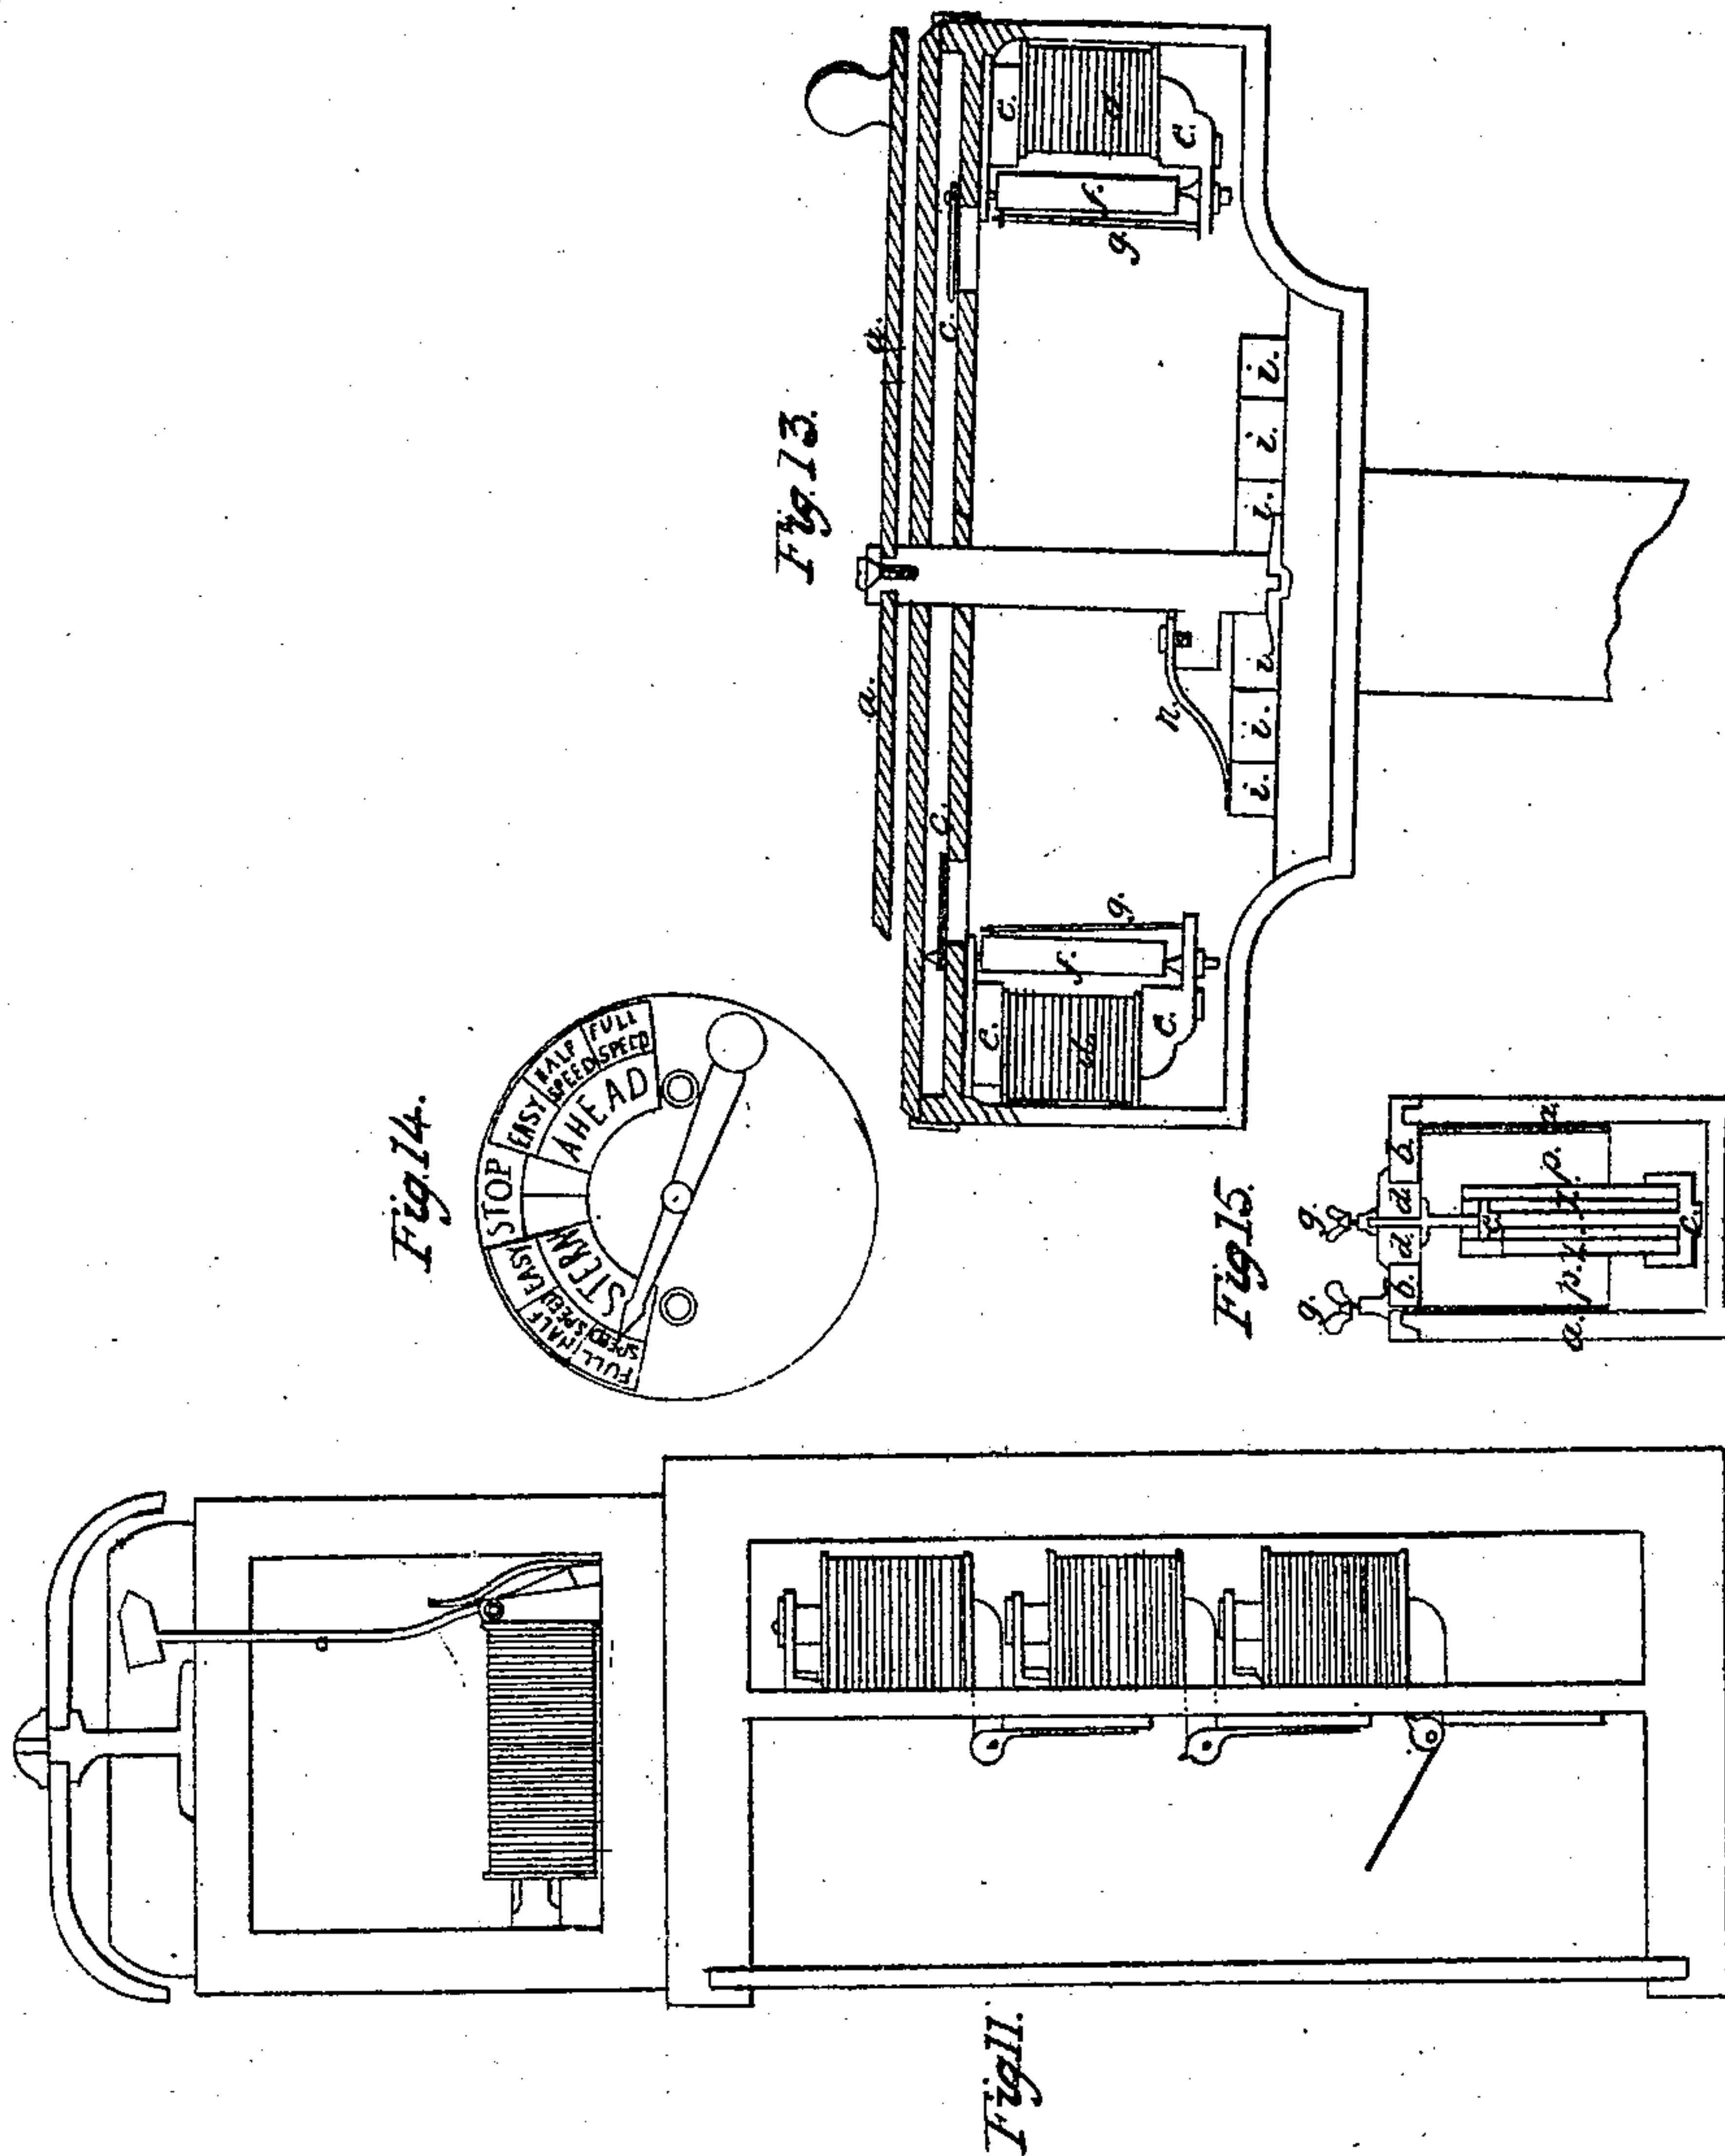 Fig. 11.
Fig. 14.
STOP
EASY
HALF SPEED
FULL SPEED
AHEAD
EASY
HALF SPEED
FULL SPEED
STERN
Fig. 13.
a.
a.
c.
c.
c.
c.
c.
c.
d.
f.
f.
g.
g.
n.
i.
i.
i.
i.
i.
i.
Fig. 15.
g.
g.
b.
d.
d.
b.
c.
c.
a.
p.
p.
a.